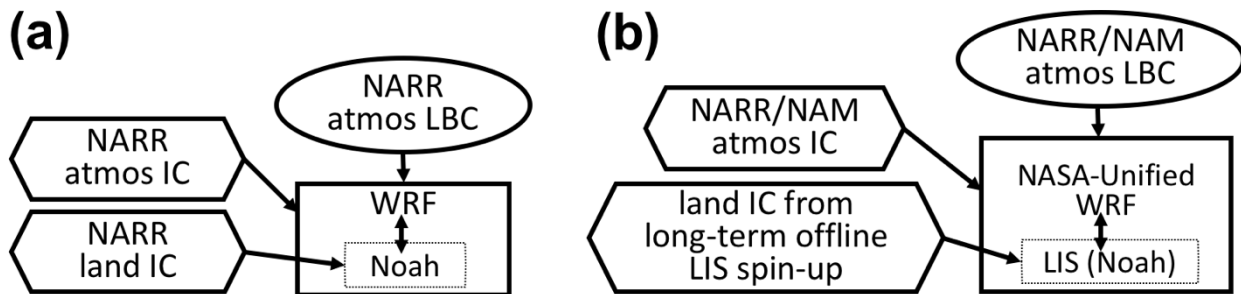 (a)
NARR
atmos LBC
NARR
atmos IC
NARR
land IC
WRF
Noah
(b)
NARR/NAM
atmos LBC
NARR/NAM
atmos IC
land IC from
long-term offline
LIS spin-up
NASA-Unified
WRF
LIS (Noah)